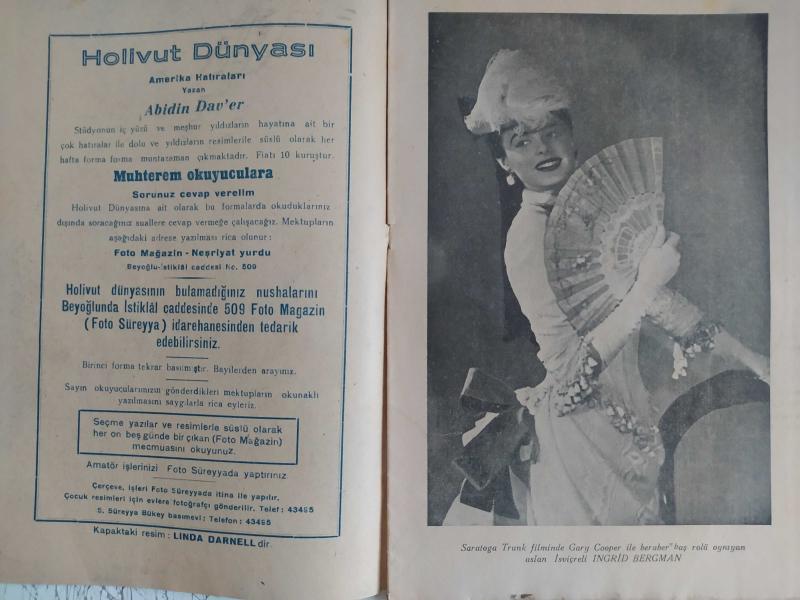 Holivut Dünyası
Amerika Hatıraları
Yazan
Abidin Dav'er
Stüdyonun iç yüzü ve meşhur yıldızların hayatına ait bir
çok hatıralar ile dolu ve yıldızların resimlerile süslü olarak her
hafta forma forma muntazaman çıkmaktadır. Fiatı 10 kuruştur.
Muhterem okuyuculara
Sorunuz cevap verelim
Holivut Dünyasına ait olarak bu formalarda okuduklarınız
dışında soracağınız suallere cevap vermeğe çalışacağız. Mektupların
aşağıdaki adrese yazılması rica olunur:
Foto Mağazin - Neşriyat yurdu
Beyoğlu-İstiklâl caddesi No. 509
Holivut dünyasının bulamadığınız nushalarını
Beyoğlunda İstiklâl caddesinde 509 Foto Magazin
(Foto Süreyya) idarehanesinden tedarik
edebilirsiniz.
Birinci forma tekrar basılmıştır. Bayilerden arayınız.
Sayın okuyucularımızın gönderdikleri mektupların okunaklı
yazılmasını saygılarla rica eyleriz.
Seçme yazılar ve resimlerle süslü olarak
her on beş günde bir çıkan (Foto Mağazin)
mecmuasını okuyunuz.
Amatör işlerinizi Foto Süreyyada yaptırınız
Çerçeve, işleri Foto Süreyyada itina ile yapılır.
Çocuk resimleri için evlere fotoğrafçı gönderilir. Telef: 43495
S. Süreyya Bükey basımevi: Telefon: 43495
Kapaktaki resim: LINDA DARNELL dir.
Saratoga Trunk filminde Gary Cooper ile beraber baş rolü oynıyan
aslan İsviçreli INGRİD BERGMAN